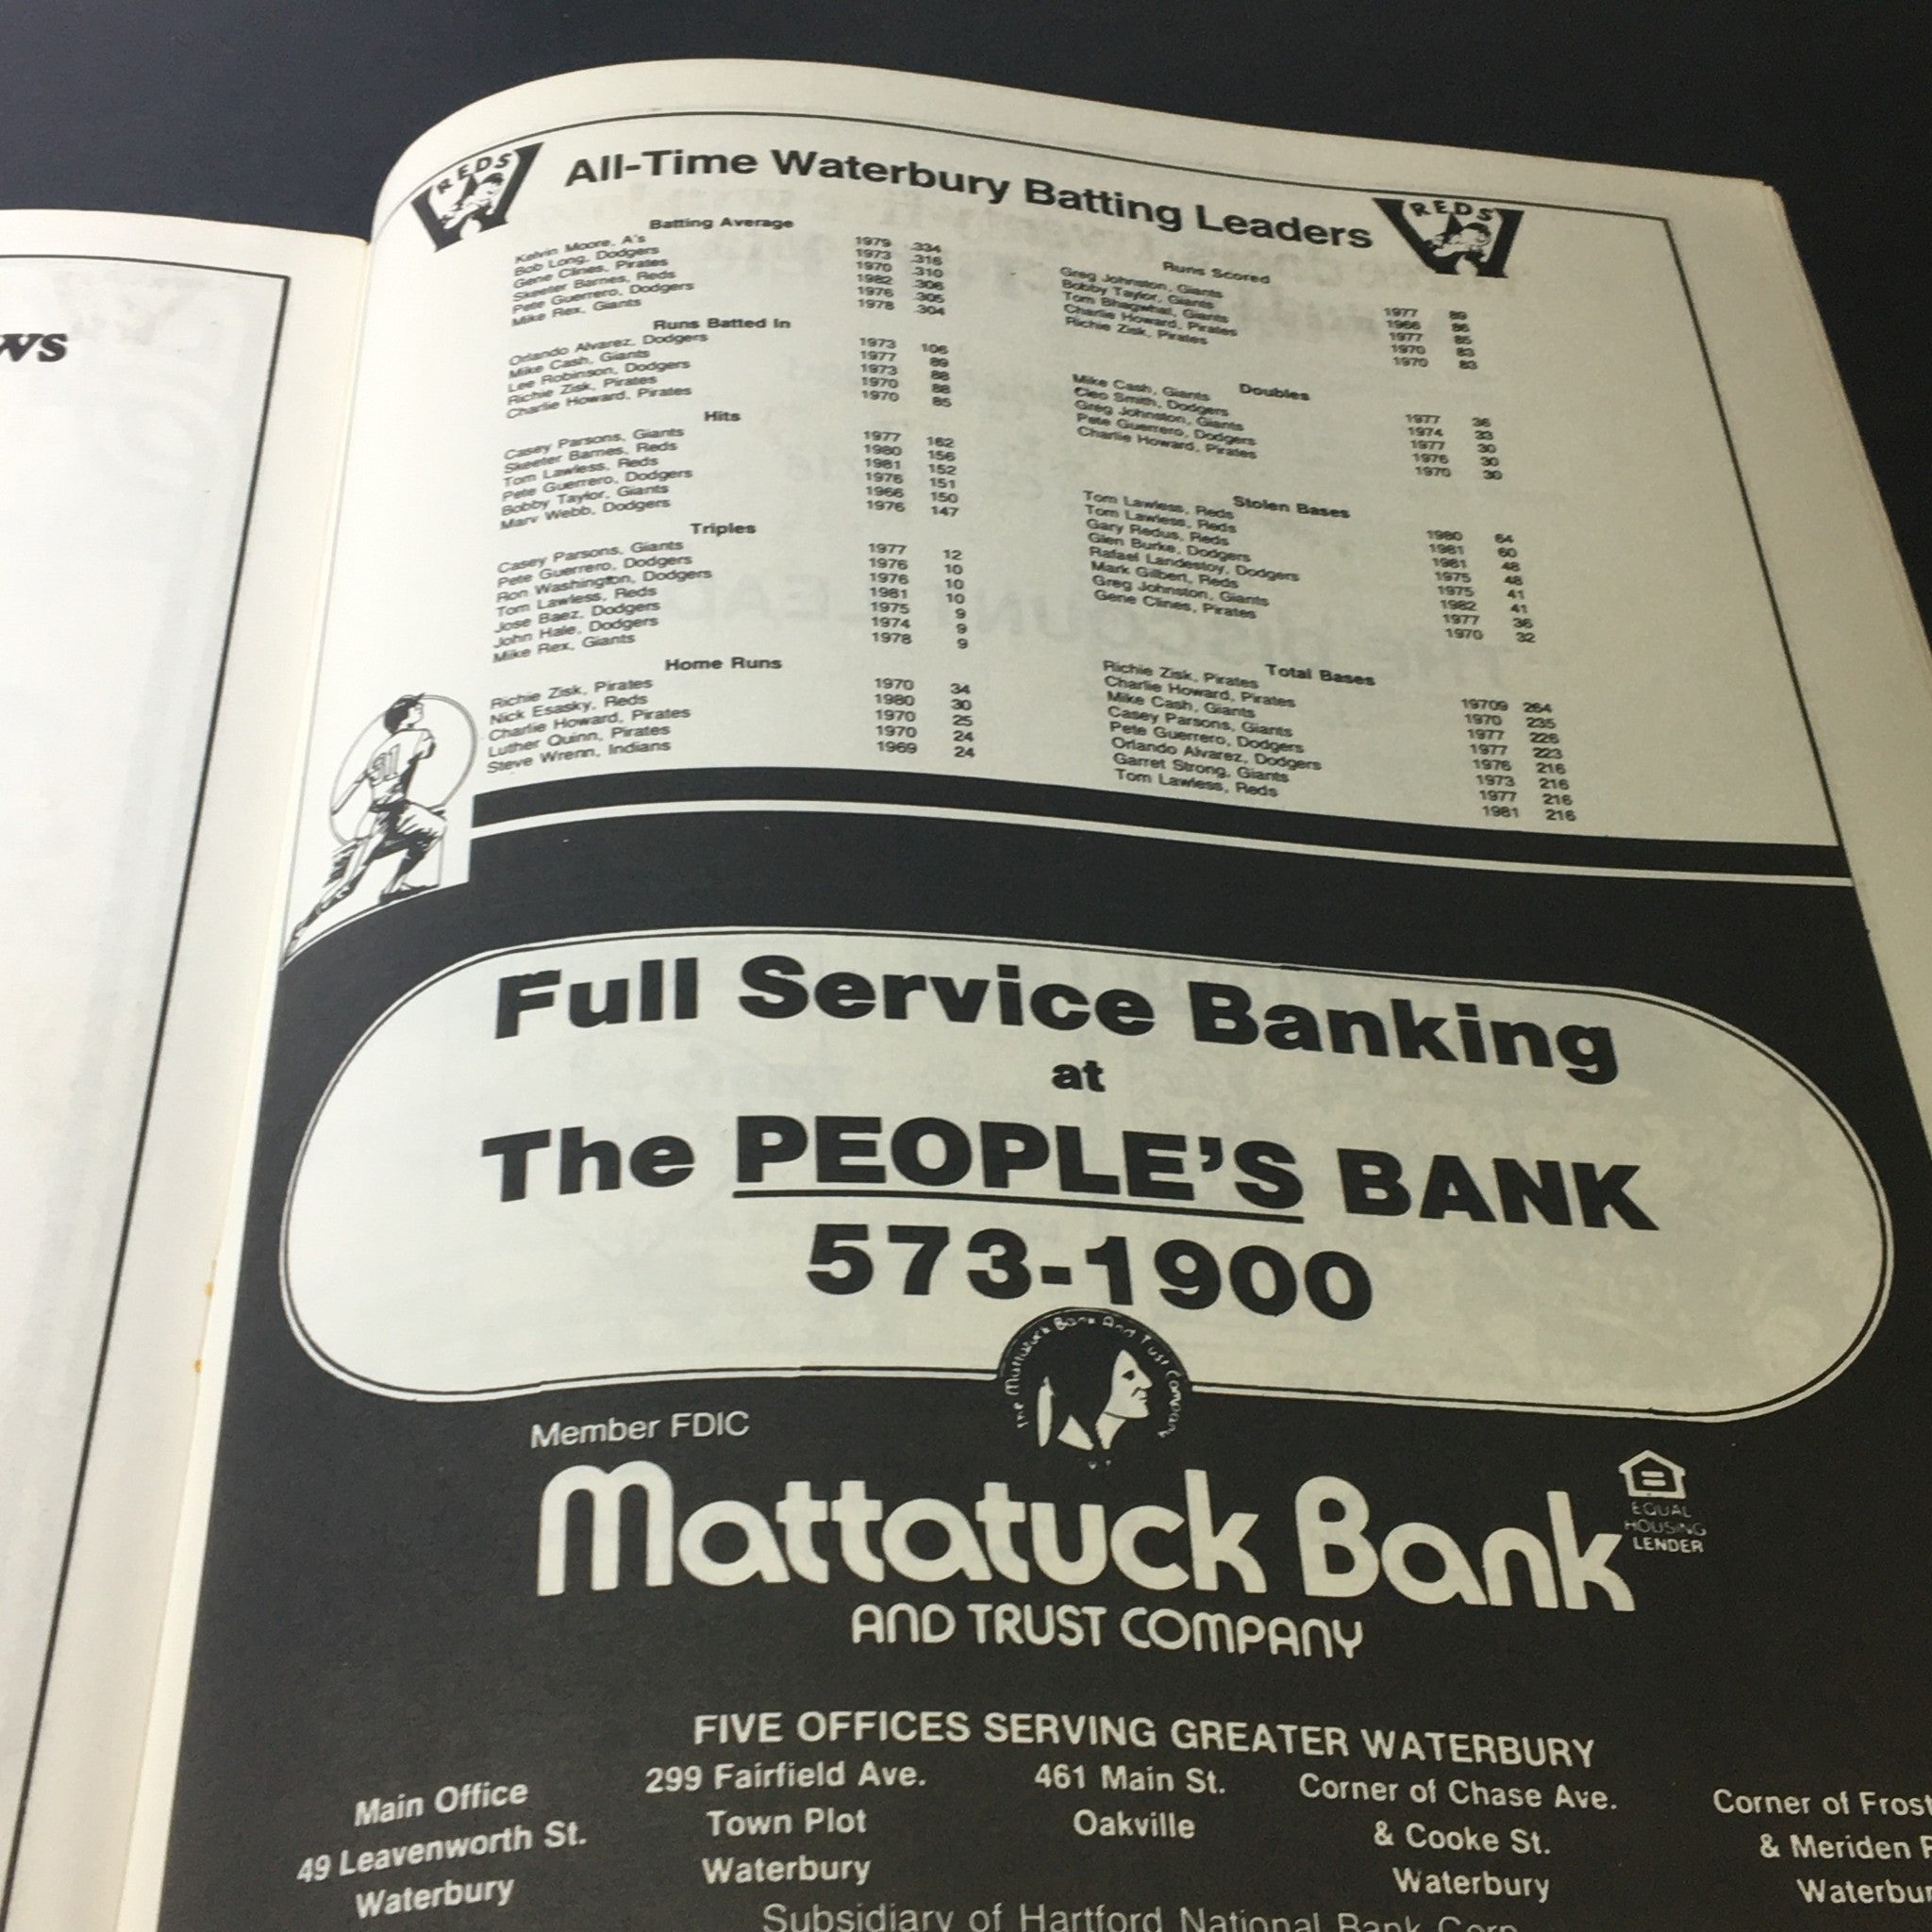 ws
REDS
All-Time Waterbury Batting Leaders
REDS
Batting Average
Kelvin Moore, A's 1979 .334
Bob Long, Dodgers 1973 .316
Gene Clines, Pirates 1970 .310
Skeeter Barnes, Reds 1982 .306
Pete Guerrero, Dodgers 1976 .305
Mike Rex, Giants 1978 .304
Runs Batted In
Orlando Alvarez, Dodgers 1973 106
Mike Cash, Giants 1977 89
Lee Robinson, Dodgers 1973 88
Richie Zisk, Pirates 1970 88
Charlie Howard, Pirates 1970 85
Hits
Casey Parsons, Giants 1977 162
Skeeter Barnes, Reds 1980 156
Tom Lawless, Reds 1981 152
Pete Guerrero, Dodgers 1976 151
Bobby Taylor, Giants 1966 150
Marv Webb, Dodgers 1976 147
Triples
Casey Parsons, Giants 1977 12
Pete Guerrero, Dodgers 1976 10
Ron Washington, Dodgers 1976 10
Tom Lawless, Reds 1981 10
Jose Baez, Dodgers 1975 9
John Hale, Dodgers 1974 9
Mike Rex, Giants 1978 9
Home Runs
Richie Zisk, Pirates 1970 34
Nick Esasky, Reds 1980 30
Charlie Howard, Pirates 1970 25
Luther Quinn, Pirates 1970 24
Steve Wrenn, Indians 1969 24
Runs Scored
Greg Johnston, Giants 1977 89
Bobby Taylor, Giants 1966 86
Tom Giants 1977 85
Charlie Howard, Pirates 1970 83
Richie Zisk, Pirates 1970 83
Doubles
Mike Cash, Giants 1977 36
Cleo Smith, Dodgers 1974 33
Greg Johnston, Giants 1977 30
Pete Guerrero, Dodgers 1976 30
Charlie Howard, Pirates 1970 30
Stolen Bases
Tom Lawless, Reds 1980 64
Tom Lawless, Reds 1981 60
Gary Redus, Reds 1981 48
Glen Burke, Dodgers 1975 48
Rafael Landestoy, Dodgers 1975 41
Mark Gilbert, Reds 1982 41
Greg Johnston, Giants 1977 36
Gene Clines, Pirates 1970 32
Total Bases
Richie Zisk, Pirates 19709 264
Charlie Howard, Pirates 1970 235
Mike Cash, Giants 1977 226
Casey Parsons, Giants 1977 223
Pete Guerrero, Dodgers 1976 216
Orlando Alvarez, Dodgers 1973 216
Garret Strong, Giants 1977 216
Tom Lawless, Reds 1981 216
Full Service Banking
at
The PEOPLE'S BANK
573-1900
The Mattatuck Bank And Trust Company
Member FDIC
Mattatuck Bank
AND TRUST COMPANY
EQUAL
HOUSING
LENDER
FIVE OFFICES SERVING GREATER WATERBURY
Main Office
49 Leavenworth St.
Waterbury
299 Fairfield Ave.
Town Plot
Waterbury
461 Main St.
Oakville
Corner of Chase Ave.
& Cooke St.
Waterbury
Corner of Frost
& Meriden R
Waterbur
Subsidiary of Hartford National Bank Corp.